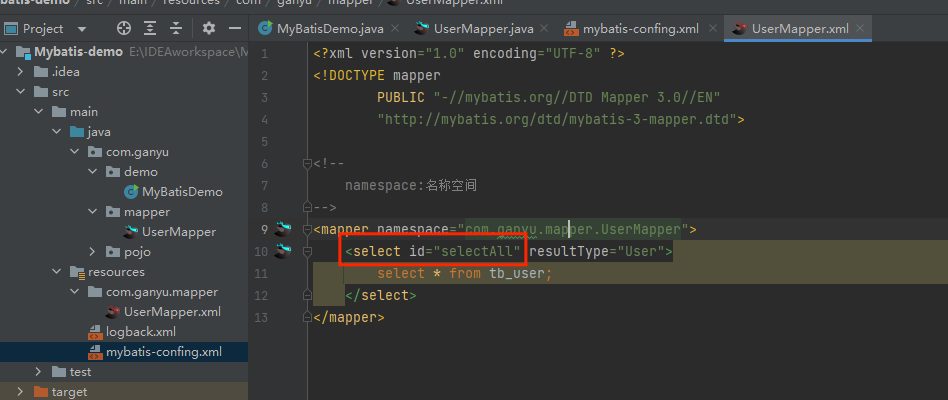 batis-demo / src / main / resources / com / ganyu / mapper / UserMapper.xml
Project
MyBatisDemo.java
UserMapper.java
mybatis-confing.xml
UserMapper.xml
Mybatis-demo E:\IDEAworkspace\M
.idea
src
main
java
com.ganyu
demo
MyBatisDemo
mapper
UserMapper
pojo
resources
com.ganyu.mapper
UserMapper.xml
logback.xml
mybatis-confing.xml
test
target
1 <?xml version="1.0" encoding="UTF-8" ?>
2 <!DOCTYPE mapper
3 PUBLIC "-//mybatis.org//DTD Mapper 3.0//EN"
4 "http://mybatis.org/dtd/mybatis-3-mapper.dtd">
5
6 <!--
7 namespace:名称空间
8 -->
9 <mapper namespace="com.ganyu.mapper.UserMapper">
10 <select id="selectAll" resultType="User">
11 select * from tb_user;
12 </select>
13 </mapper>